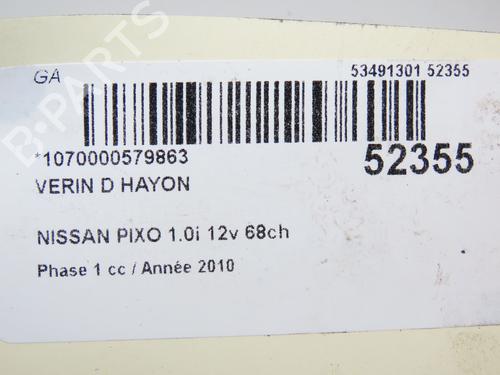 GA
53491301 52355
*1070000579863
52355
VERIN D HAYON
NISSAN PIXO 1.0i 12v 68ch
Phase 1 cc / Année 2010
B-PARTS